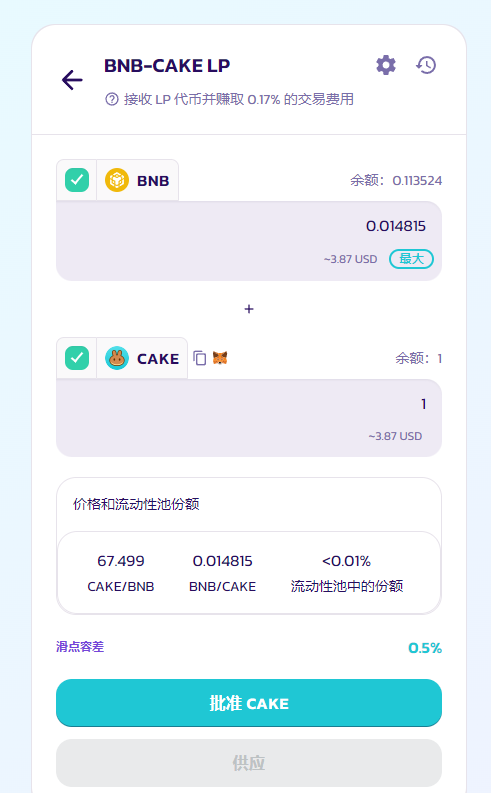 BNB-CAKE LP
接收 LP 代币并赚取 0.17% 的交易费用
BNB 余额：0.113524
0.014815
~3.87 USD 最大
+
CAKE 余额：1
1
~3.87 USD
价格和流动性池份额
67.499 0.014815 <0.01%
CAKE/BNB BNB/CAKE 流动性池中的份额
滑点容差 0.5%
批准 CAKE
供应